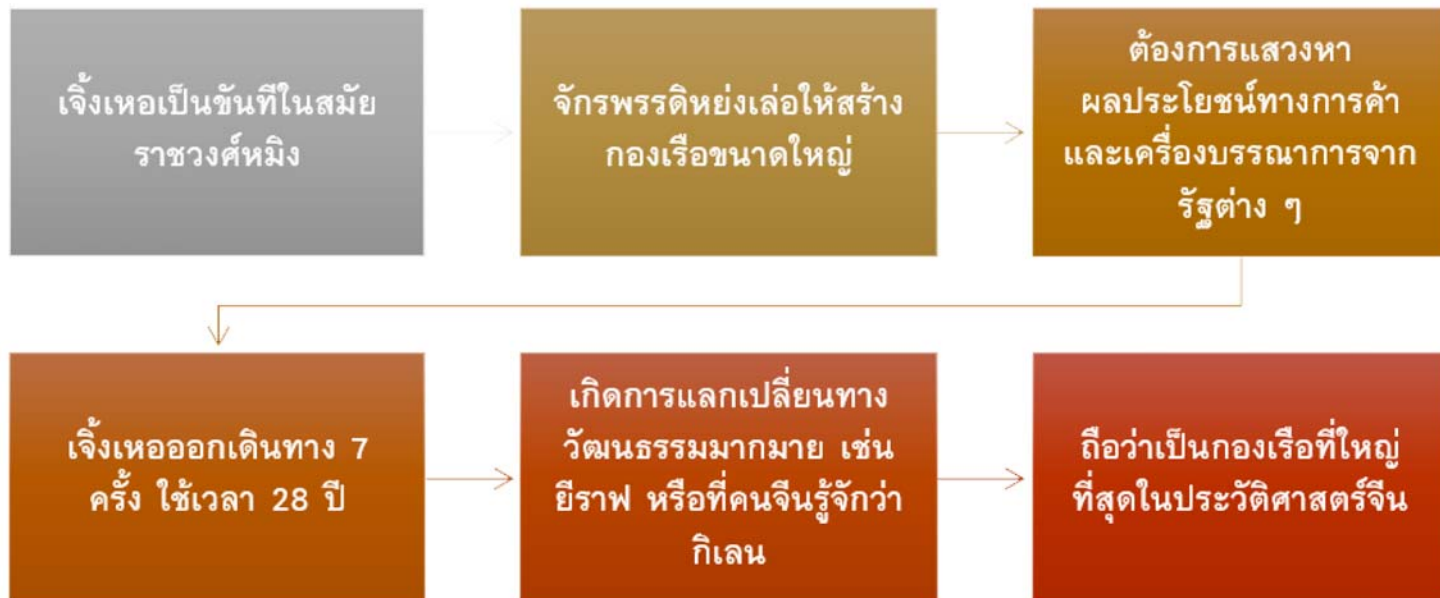 เจิ้งเหอเป็นขันทีในสมัย
ราชวงศ์หมิง
จักรพรรดิหย่งเล่อให้สร้าง
กองเรือขนาดใหญ่
ต้องการแสวงหา
ผลประโยชน์ทางการค้า
และเครื่องบรรณาการจาก
รัฐต่าง ๆ
เจิ้งเหอออกเดินทาง 7
ครั้ง ใช้เวลา 28 ปี
เกิดการแลกเปลี่ยนทาง
วัฒนธรรมมากมาย เช่น
ยีราฟ หรือที่คนจีนรู้จักว่า
กิเลน
ถือว่าเป็นกองเรือที่ใหญ่
ที่สุดในประวัติศาสตร์จีน